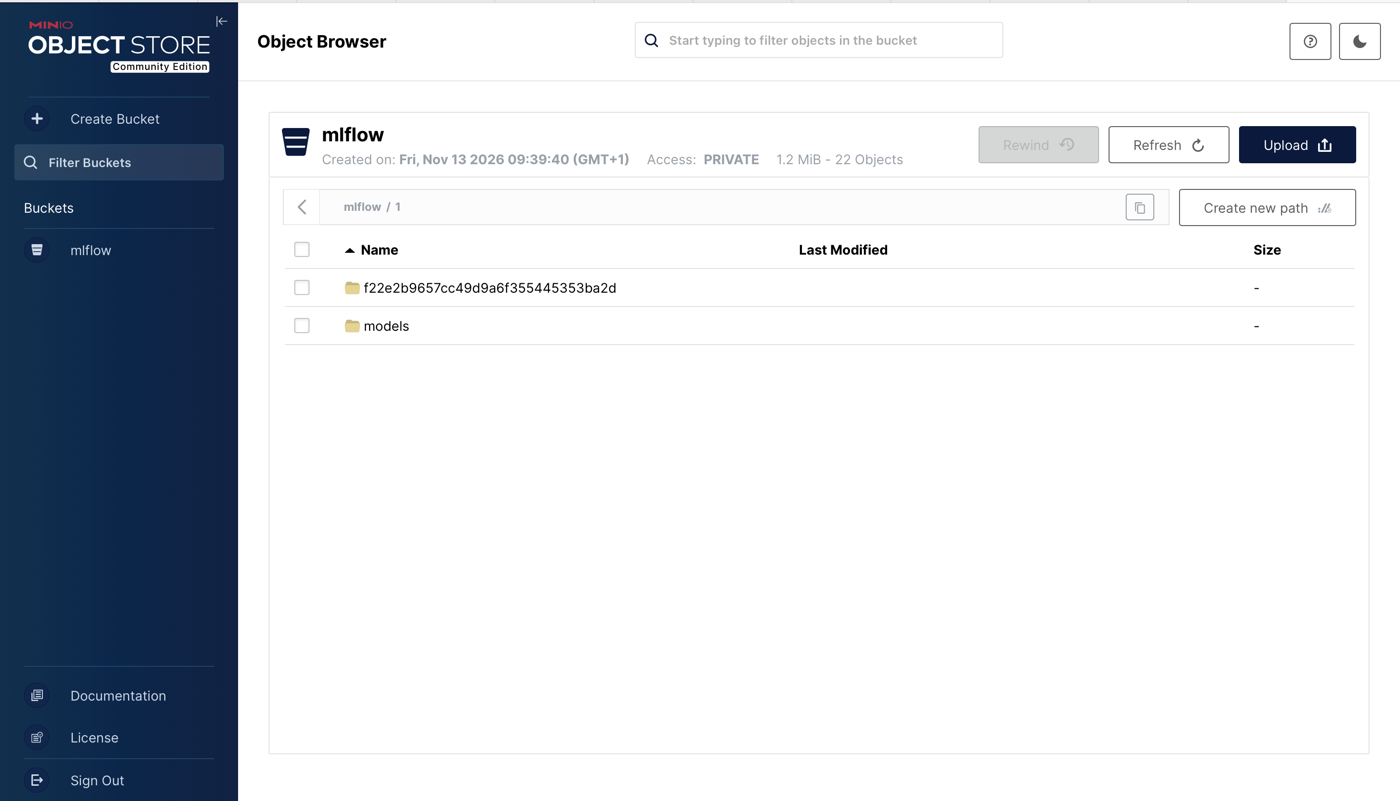 MINIO
OBJECT STORE
Community Edition
Create Bucket
Filter Buckets
Buckets
mlflow
Documentation
License
Sign Out
Object Browser
Start typing to filter objects in the bucket
mlflow
Created on: Fri, Nov 13 2026 09:39:40 (GMT+1) Access: PRIVATE 1.2 MiB - 22 Objects
Rewind
Refresh
Upload
mlflow / 1
Create new path
Name Last Modified Size
f22e2b9657cc49d9a6f355445353ba2d -
models -